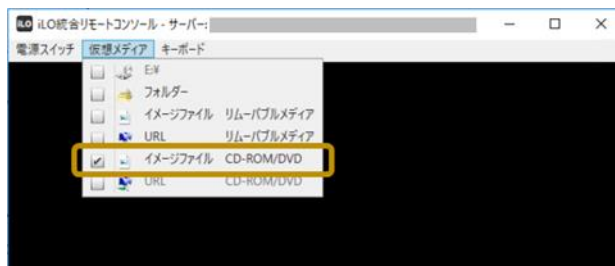 iLO iLO統合リモートコンソール - サーバー:
電源スイッチ 仮想メディア キーボード
E:¥
フォルダー
イメージファイル リムーバブルメディア
URL リムーバブルメディア
イメージファイル CD-ROM/DVD
URL CD-ROM/DVD